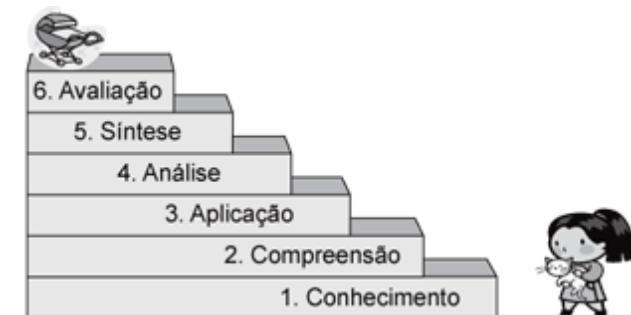 6. Avaliação
5. Síntese
4. Análise
3. Aplicação
2. Compreensão
1. Conhecimento